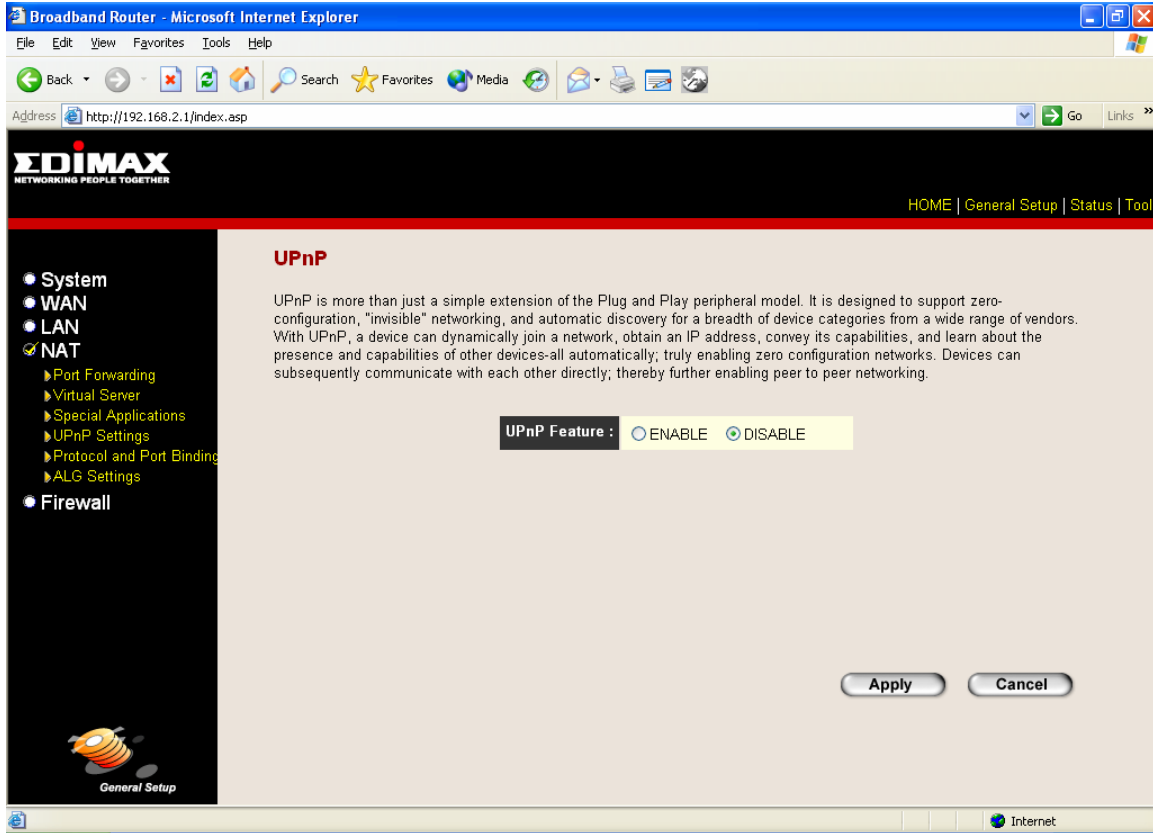 Broadband Router - Microsoft Internet Explorer
File Edit View Favorites Tools Help
Back Search Favorites Media
Address http://192.168.2.1/index.asp Go Links »
EDIMAX
NETWORKING PEOPLE TOGETHER
HOME | General Setup | Status | Tool
System
WAN
LAN
NAT
Port Forwarding
Virtual Server
Special Applications
UPnP Settings
Protocol and Port Binding
ALG Settings
Firewall
General Setup
UPnP
UPnP is more than just a simple extension of the Plug and Play peripheral model. It is designed to support zero-
configuration, "invisible" networking, and automatic discovery for a breadth of device categories from a wide range of vendors.
With UPnP, a device can dynamically join a network, obtain an IP address, convey its capabilities, and learn about the
presence and capabilities of other devices-all automatically; truly enabling zero configuration networks. Devices can
subsequently communicate with each other directly; thereby further enabling peer to peer networking.
UPnP Feature : ENABLE DISABLE
Apply Cancel
Internet